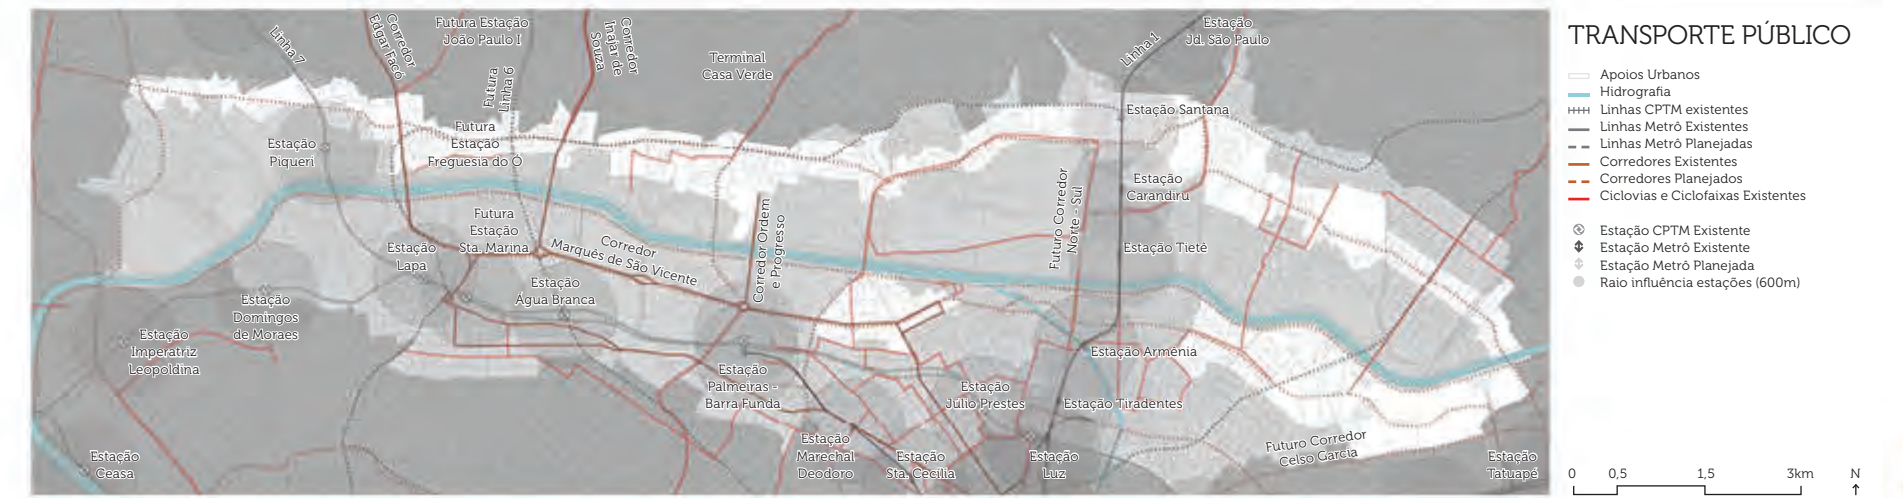 Linha 7
Corredor
Edgar Facó
Futura Estação
João Paulo I
Futura
Linha 6
Corredor
Inajar de
Souza
Terminal
Casa Verde
Linha 1
Estação
Jd. São Paulo
Estação Santana
Estação
Piqueri
Futura
Estação
Freguesia do Ó
Estação
Carandiru
Futuro Corredor
Norte - Sul
Estação Tietê
Futura
Estação
Sta. Marina
Estação
Lapa
Corredor
Marquês de São Vicente
Corredor Ordem
e Progresso
Estação
Água Branca
Estação
Domingos
de Moraes
Estação
Imperatriz
Leopoldina
Estação Armênia
Estação
Palmeiras -
Barra Funda
Estação
Júlio Prestes
Estação Tiradentes
Estação
Ceasa
Estação
Marechal
Deodoro
Estação
Sta. Cecília
Estação
Luz
Futuro Corredor
Celso Garcia
Estação
Tatuapé
TRANSPORTE PÚBLICO
Apoios Urbanos
Hidrografia
Linhas CPTM existentes
Linhas Metrô Existentes
Linhas Metrô Planejadas
Corredores Existentes
Corredores Planejados
Ciclovias e Ciclofaixas Existentes
Estação CPTM Existente
Estação Metrô Existente
Estação Metrô Planejada
Raio influência estações (600m)
0 0,5 1,5 3km N